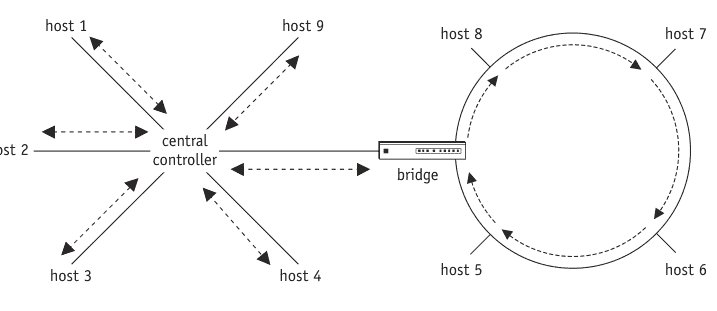 host 1
host 9
host 8
host 7
central
controller
ost 2
bridge
host 3
host 4
host 5
host 6